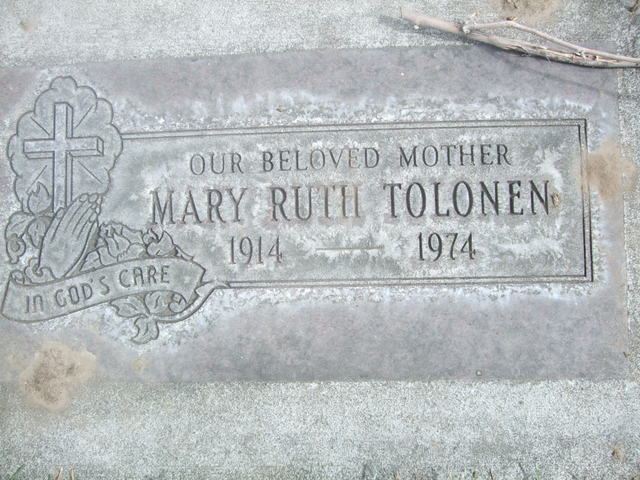 OUR BELOVED MOTHER
MARY RUTH TOLONEN
1914 — 1974
IN GOD'S CARE